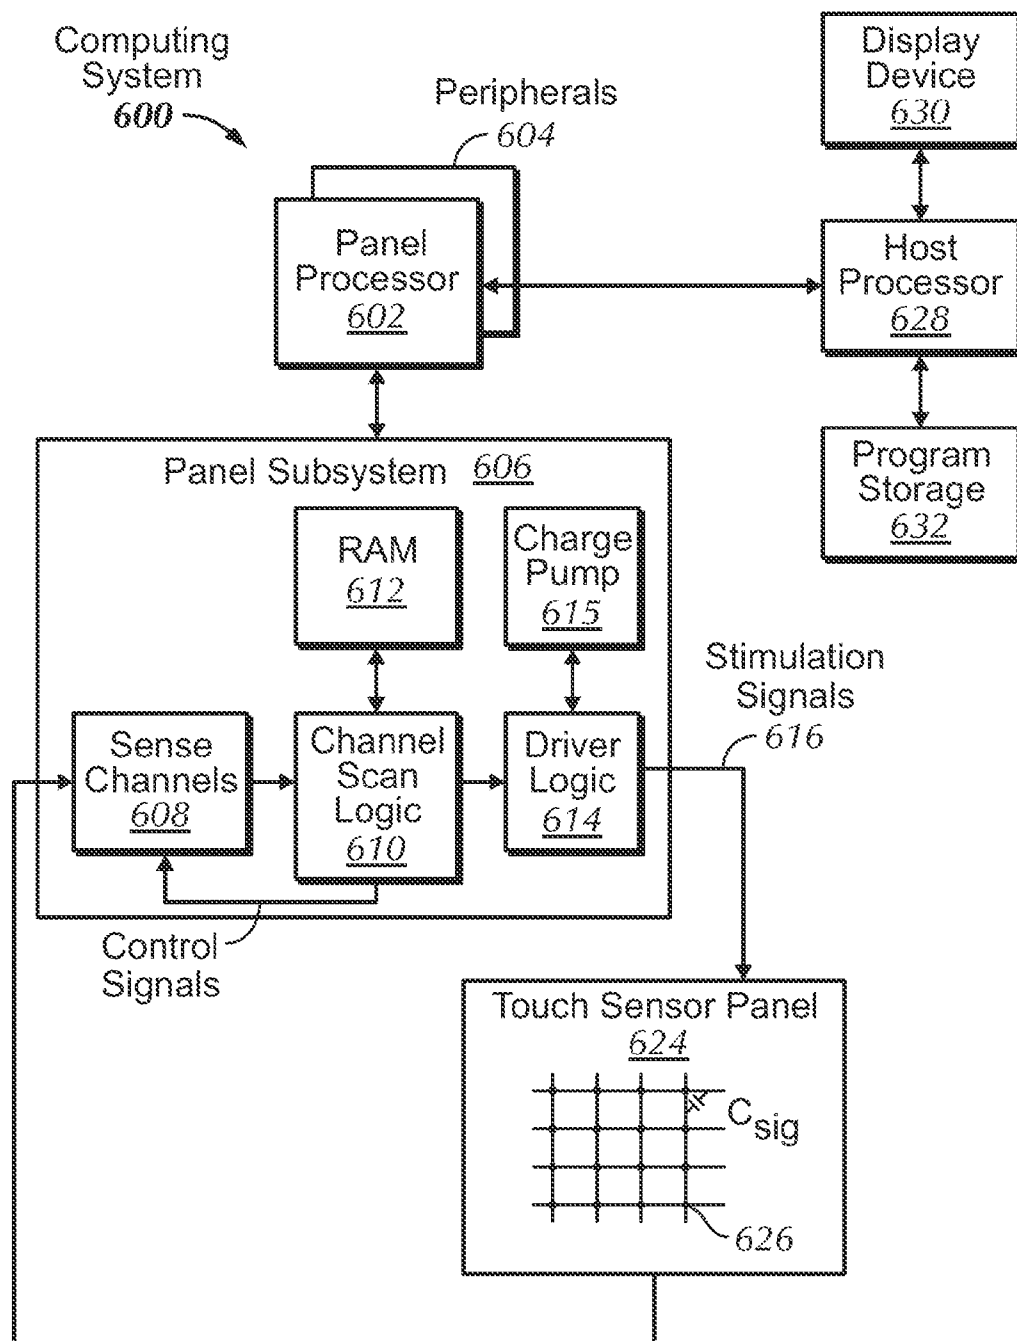 Computing
System
600
Peripherals
604
Display
Device
630
Panel
Processor
602
Host
Processor
628
Program
Storage
632
Panel Subsystem 606
RAM
612
Charge
Pump
615
Stimulation
Signals
616
Sense
Channels
608
Channel
Scan
Logic
610
Driver
Logic
614
Control
Signals
Touch Sensor Panel
624
Csig
626